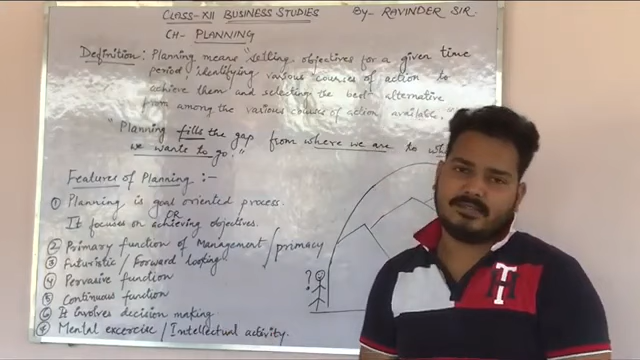 CLASS-XII BUSINESS STUDIES By- RAVINDER SIR.
CH- PLANNING
Definition: Planning means "setting objectives for a given time
period, identifying various courses of action to
achieve them and selecting the best alternative
from among the various courses of action available."
"Planning fills the gap from where we are to
we wants to go."
Features of Planning :-
① Planning is goal oriented process.
OR
It focuses on achieving objectives.
② Primary function of Management / primacy
③ Futuristic / Forward looking
④ Pervasive function
⑤ Continuous function
⑥ It Involves decision making
⑦ Mental excercise / Intellectual activity.
?
TH